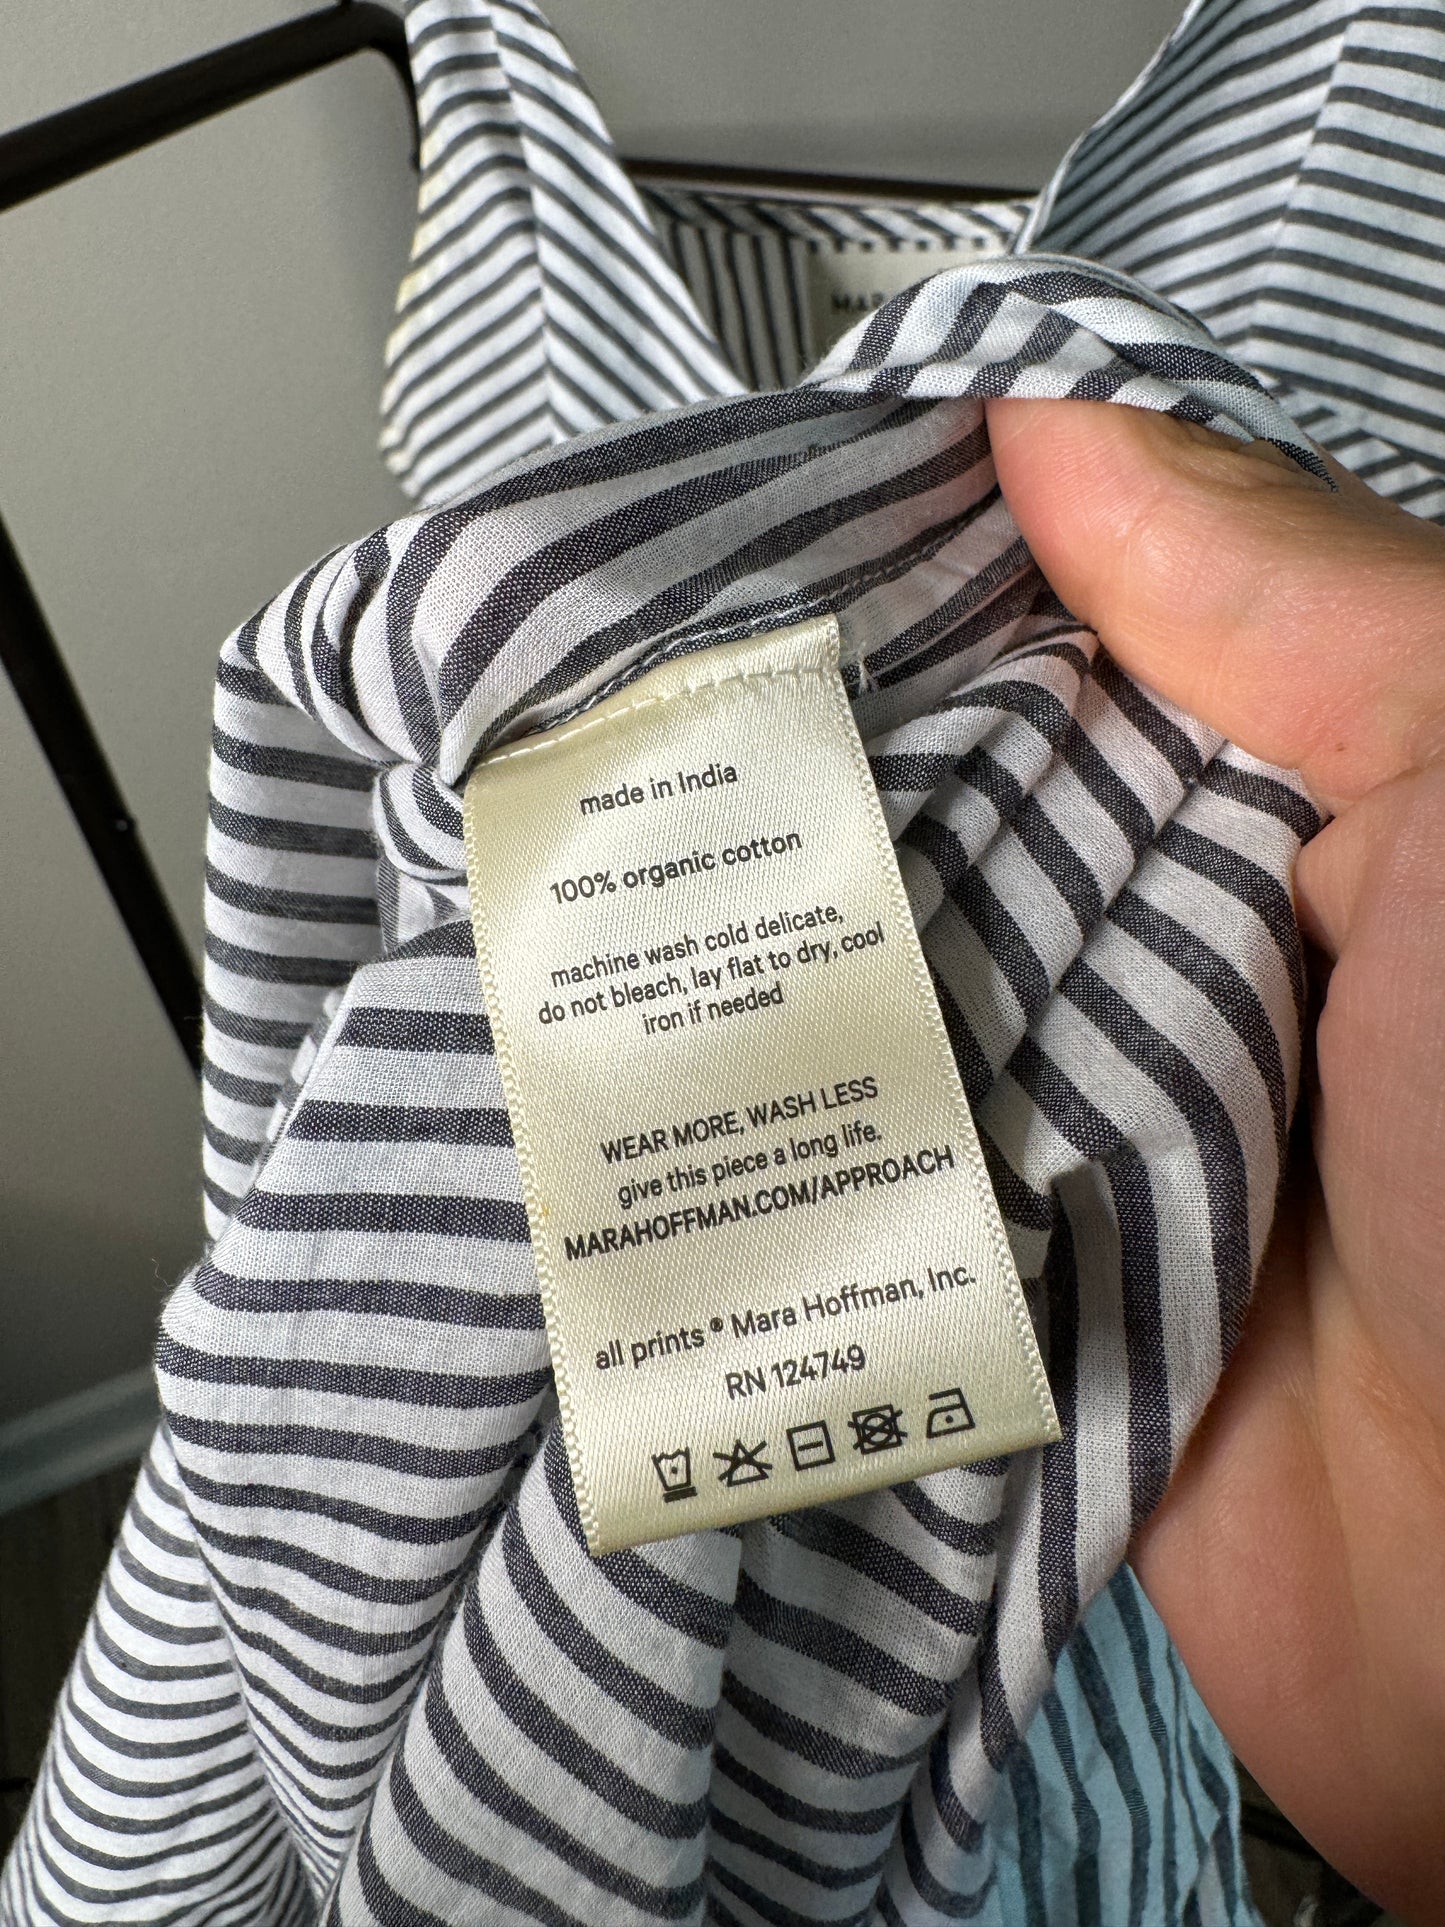 MAR
made in India
100% organic cotton
machine wash cold delicate,
do not bleach, lay flat to dry, cool
iron if needed
WEAR MORE, WASH LESS
give this piece a long life.
MARAHOFFMAN.COM/APPROACH
all prints ® Mara Hoffman, Inc.
RN 124749